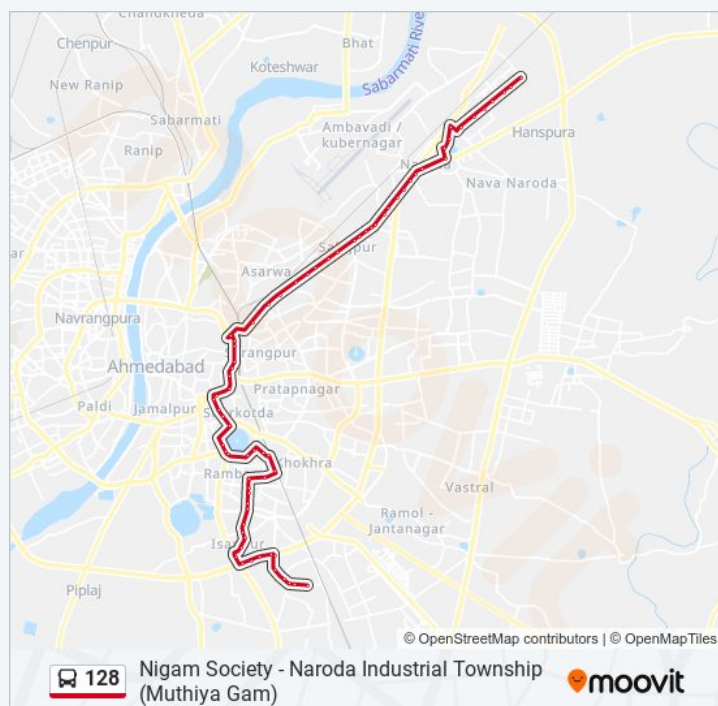 Chandkheda
Chenpur
Bhat
Koteshwar
Sabarmati River
New Ranip
Sabarmati
Ambavadi /
kubernagar
Hanspura
Ranip
Nava Naroda
Asarwa
Navrangpura
Ahmedabad
Pratapnagar
Paldi
Jamalpur
Khokhra
Vastral
Ramol -
Jantanagar
Piplaj
© OpenStreetMap contributors | © OpenMapTiles
128
Nigam Society - Naroda Industrial Township
(Muthiya Gam)
moovit